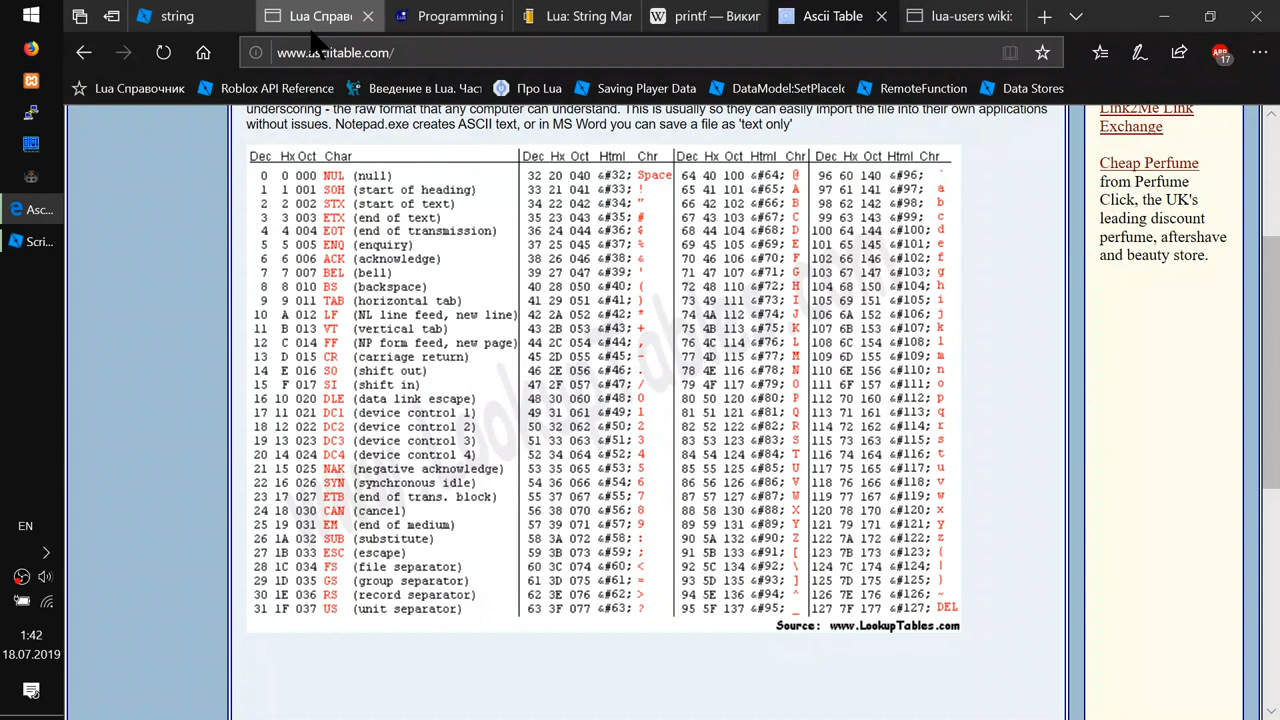 string
Lua Справо
Programming i
Lua: String Mar
printf — Вики
Ascii Table
lua-users wiki:
www.asciitable.com/
17
Lua Справочник
Roblox API Reference
Введение в Lua. Част
Про Lua
Saving Player Data
DataModel:SetPlaceId
RemoteFunction
Data Stores
Asc...
Scri...
EN
1:42
18.07.2019
underscoring - the raw format that any computer can understand. This is usually so they can easily import the file into their own applications
without issues. Notepad.exe creates ASCII text, or in MS Word you can save a file as 'text only'
Link2Me Link
Exchange
Cheap Perfume
from Perfume
Click, the UK's
leading discount
perfume, aftershave
and beauty store.
Dec Hx Oct Char Dec Hx Oct Html Chr Dec Hx Oct Html Chr Dec Hx Oct Html Chr
0 0 000 NUL (null) 32 20 040 &#32; Space 64 40 100 &#64; @ 96 60 140 &#96; `
1 1 001 SOH (start of heading) 33 21 041 &#33; ! 65 41 101 &#65; A 97 61 141 &#97; a
2 2 002 STX (start of text) 34 22 042 &#34; " 66 42 102 &#66; B 98 62 142 &#98; b
3 3 003 ETX (end of text) 35 23 043 &#35; # 67 43 103 &#67; C 99 63 143 &#99; c
4 4 004 EOT (end of transmission) 36 24 044 &#36; $ 68 44 104 &#68; D 100 64 144 &#100; d
5 5 005 ENQ (enquiry) 37 25 045 &#37; % 69 45 105 &#69; E 101 65 145 &#101; e
6 6 006 ACK (acknowledge) 38 26 046 &#38; & 70 46 106 &#70; F 102 66 146 &#102; f
7 7 007 BEL (bell) 39 27 047 &#39; ' 71 47 107 &#71; G 103 67 147 &#103; g
8 8 010 BS (backspace) 40 28 050 &#40; ( 72 48 110 &#72; H 104 68 150 &#104; h
9 9 011 TAB (horizontal tab) 41 29 051 &#41; ) 73 49 111 &#73; I 105 69 151 &#105; i
10 A 012 LF (NL line feed, new line) 42 2A 052 &#42; * 74 4A 112 &#74; J 106 6A 152 &#106; j
11 B 013 VT (vertical tab) 43 2B 053 &#43; + 75 4B 113 &#75; K 107 6B 153 &#107; k
12 C 014 FF (NP form feed, new page) 44 2C 054 &#44; , 76 4C 114 &#76; L 108 6C 154 &#108; l
13 D 015 CR (carriage return) 45 2D 055 &#45; - 77 4D 115 &#77; M 109 6D 155 &#109; m
14 E 016 SO (shift out) 46 2E 056 &#46; . 78 4E 116 &#78; N 110 6E 156 &#110; n
15 F 017 SI (shift in) 47 2F 057 &#47; / 79 4F 117 &#79; O 111 6F 157 &#111; o
16 10 020 DLE (data link escape) 48 30 060 &#48; 0 80 50 120 &#80; P 112 70 160 &#112; p
17 11 021 DC1 (device control 1) 49 31 061 &#49; 1 81 51 121 &#81; Q 113 71 161 &#113; q
18 12 022 DC2 (device control 2) 50 32 062 &#50; 2 82 52 122 &#82; R 114 72 162 &#114; r
19 13 023 DC3 (device control 3) 51 33 063 &#51; 3 83 53 123 &#83; S 115 73 163 &#115; s
20 14 024 DC4 (device control 4) 52 34 064 &#52; 4 84 54 124 &#84; T 116 74 164 &#116; t
21 15 025 NAK (negative acknowledge) 53 35 065 &#53; 5 85 55 125 &#85; U 117 75 165 &#117; u
22 16 026 SYN (synchronous idle) 54 36 066 &#54; 6 86 56 126 &#86; V 118 76 166 &#118; v
23 17 027 ETB (end of trans. block) 55 37 067 &#55; 7 87 57 127 &#87; W 119 77 167 &#119; w
24 18 030 CAN (cancel) 56 38 070 &#56; 8 88 58 130 &#88; X 120 78 170 &#120; x
25 19 031 EM (end of medium) 57 39 071 &#57; 9 89 59 131 &#89; Y 121 79 171 &#121; y
26 1A 032 SUB (substitute) 58 3A 072 &#58; : 90 5A 132 &#90; Z 122 7A 172 &#122; z
27 1B 033 ESC (escape) 59 3B 073 &#59; ; 91 5B 133 &#91; [ 123 7B 173 &#123; {
28 1C 034 FS (file separator) 60 3C 074 &#60; < 92 5C 134 &#92; \ 124 7C 174 &#124; |
29 1D 035 GS (group separator) 61 3D 075 &#61; = 93 5D 135 &#93; ] 125 7D 175 &#125; }
30 1E 036 RS (record separator) 62 3E 076 &#62; > 94 5E 136 &#94; ^ 126 7E 176 &#126; ~
31 1F 037 US (unit separator) 63 3F 077 &#63; ? 95 5F 137 &#95; _ 127 7F 177 &#127; DEL
Source: www.LookupTables.com
www.LookupTables.com